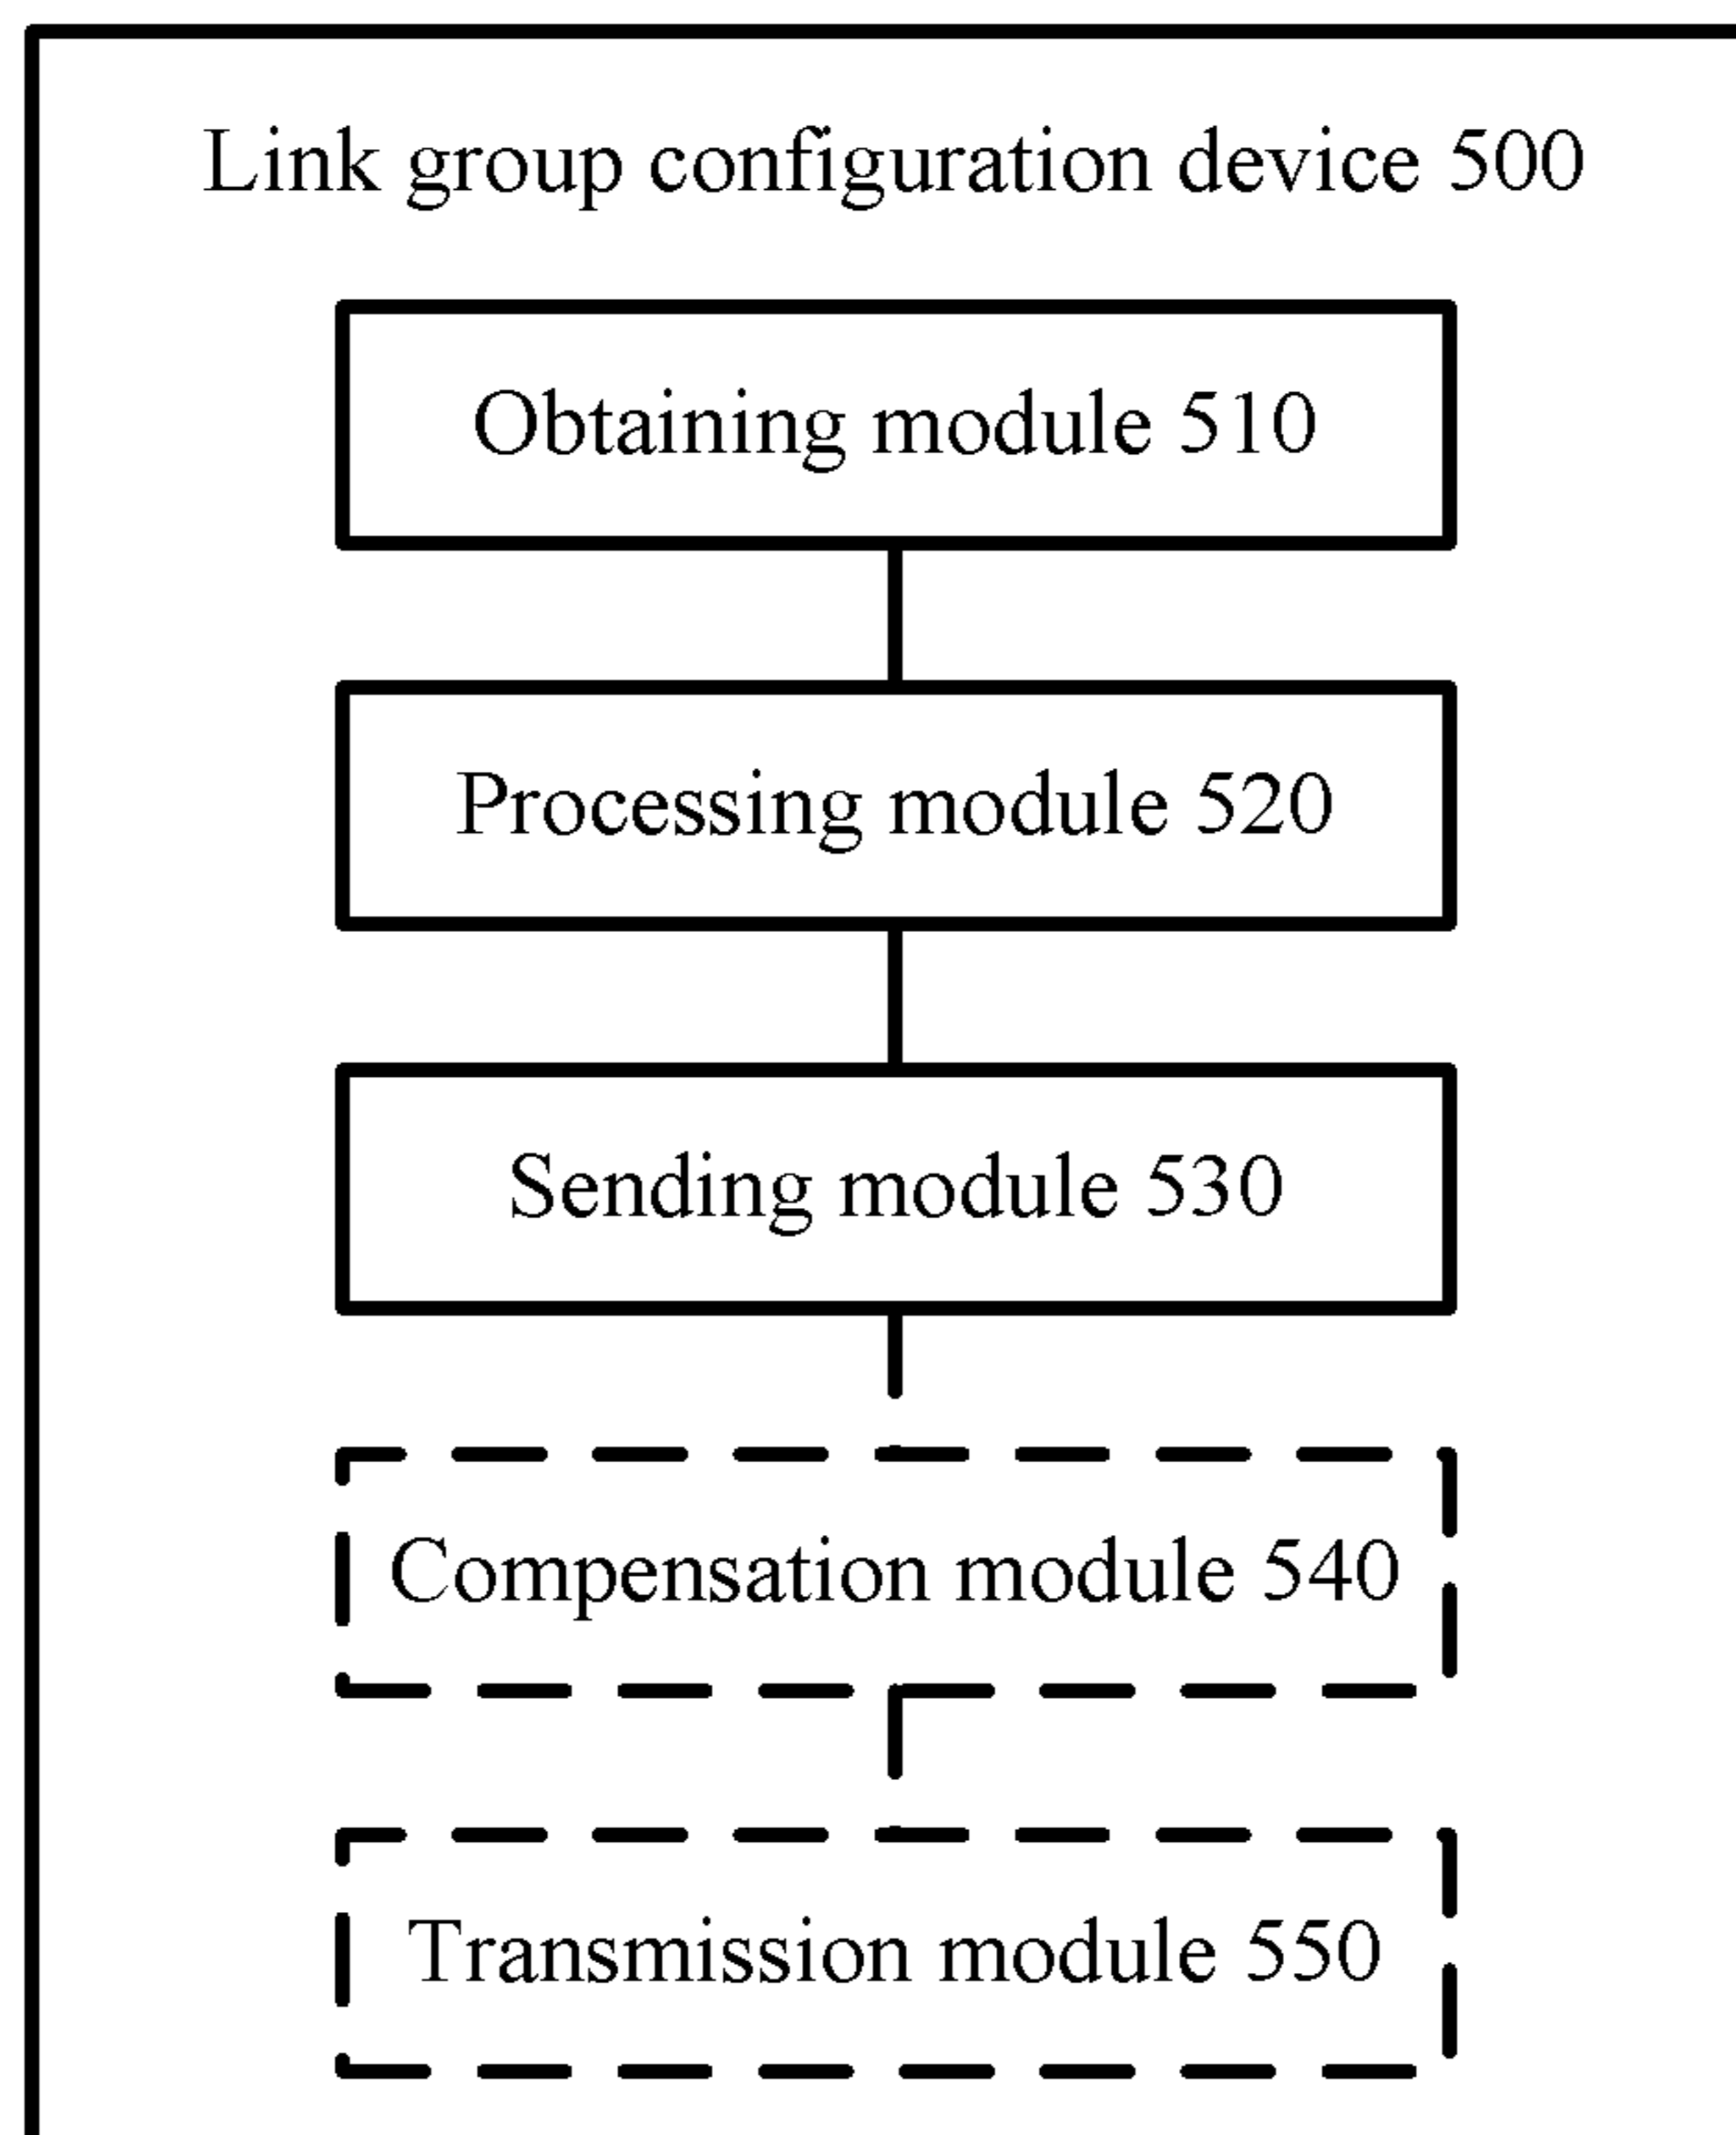 Link group configuration device 500
Obtaining module 510
Processing module 520
Sending module 530
Compensation module 540
Transmission module 550